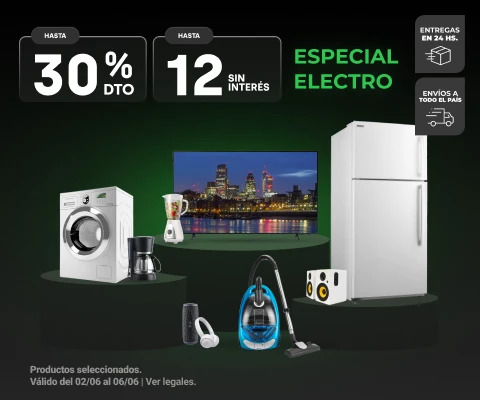 HASTA
30% DTO
HASTA
12 SIN INTERÉS
ESPECIAL
ELECTRO
ENTREGAS
EN 24 HS.
ENVÍOS A
TODO EL PAÍS
Productos seleccionados.
Válido del 02/06 al 06/06 | Ver legales.